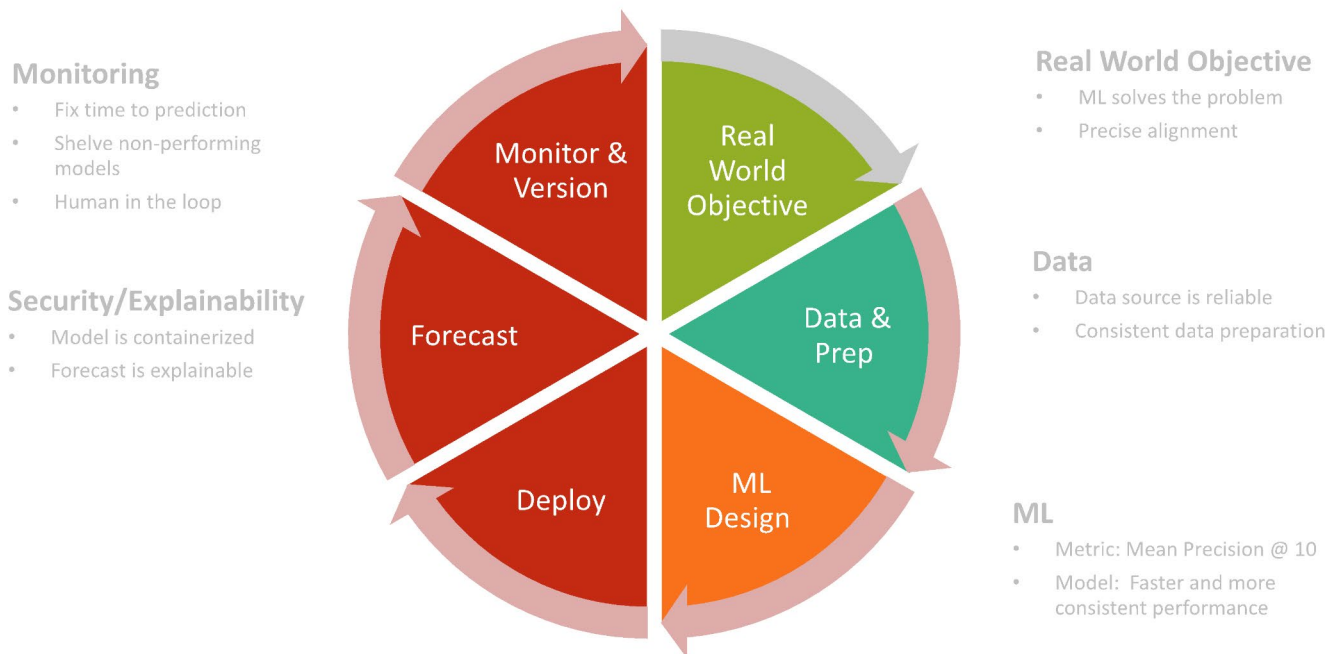 Monitoring
• Fix time to prediction
• Shelve non-performing
models
• Human in the loop
Security/Explainability
• Model is containerized
• Forecast is explainable
Monitor &
Version
Real
World
Objective
Forecast
Data &
Prep
Deploy
ML
Design
Real World Objective
• ML solves the problem
• Precise alignment
Data
• Data source is reliable
• Consistent data preparation
ML
• Metric: Mean Precision @ 10
• Model: Faster and more
consistent performance